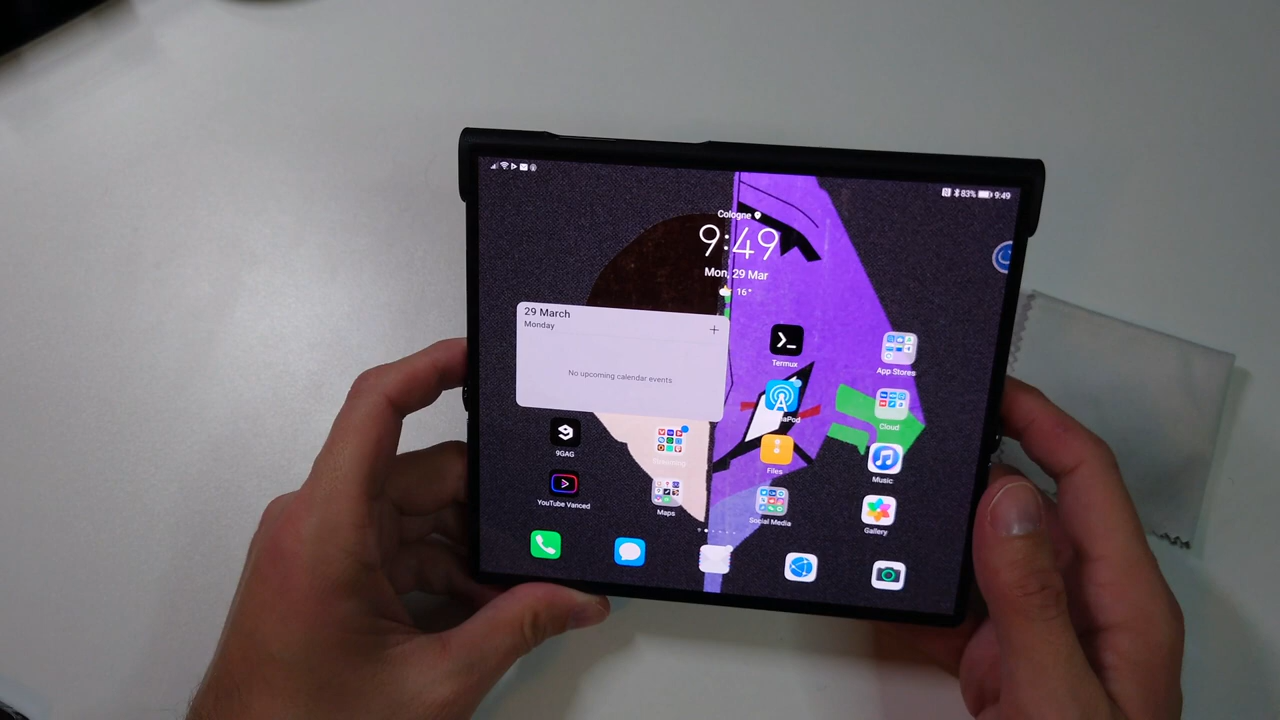 83% 9:49
Cologne
9:49
Mon, 29 Mar
16°
29 March
Monday
+
No upcoming calendar events
Termux
App Stores
aPod
Cloud
9GAG
Files
Music
YouTube Vanced
Maps
Social Media
Gallery